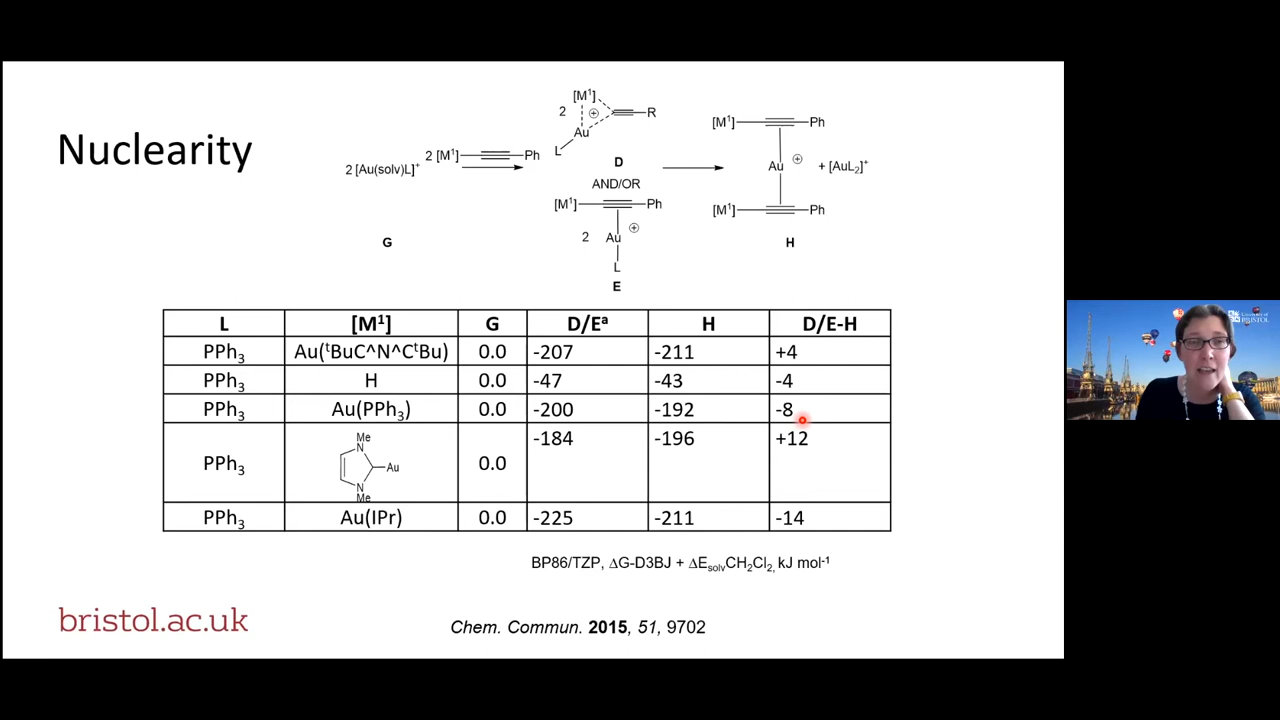 Nuclearity
2 [Au(solv)L]⁺
2 [M¹] Ph
G
2 [M¹] ⊕ R
Au
L
D
AND/OR
[M¹] Ph
2 Au ⊕
L
E
[M¹] Ph
Au ⊕ + [AuL₂]⁺
[M¹] Ph
H
L [M¹] G D/Eᵃ H D/E-H
PPh₃ Au(ᵗBuC^N^CᵗBu) 0.0 -207 -211 +4
PPh₃ H 0.0 -47 -43 -4
PPh₃ Au(PPh₃) 0.0 -200 -192 -8
PPh₃ Me N Au N Me 0.0 -184 -196 +12
PPh₃ Au(IPr) 0.0 -225 -211 -14
BP86/TZP, ΔG-D3BJ + ΔEsolvCH₂Cl₂, kJ mol⁻¹
bristol.ac.uk
Chem. Commun. 2015, 51, 9702
University of
BRISTOL